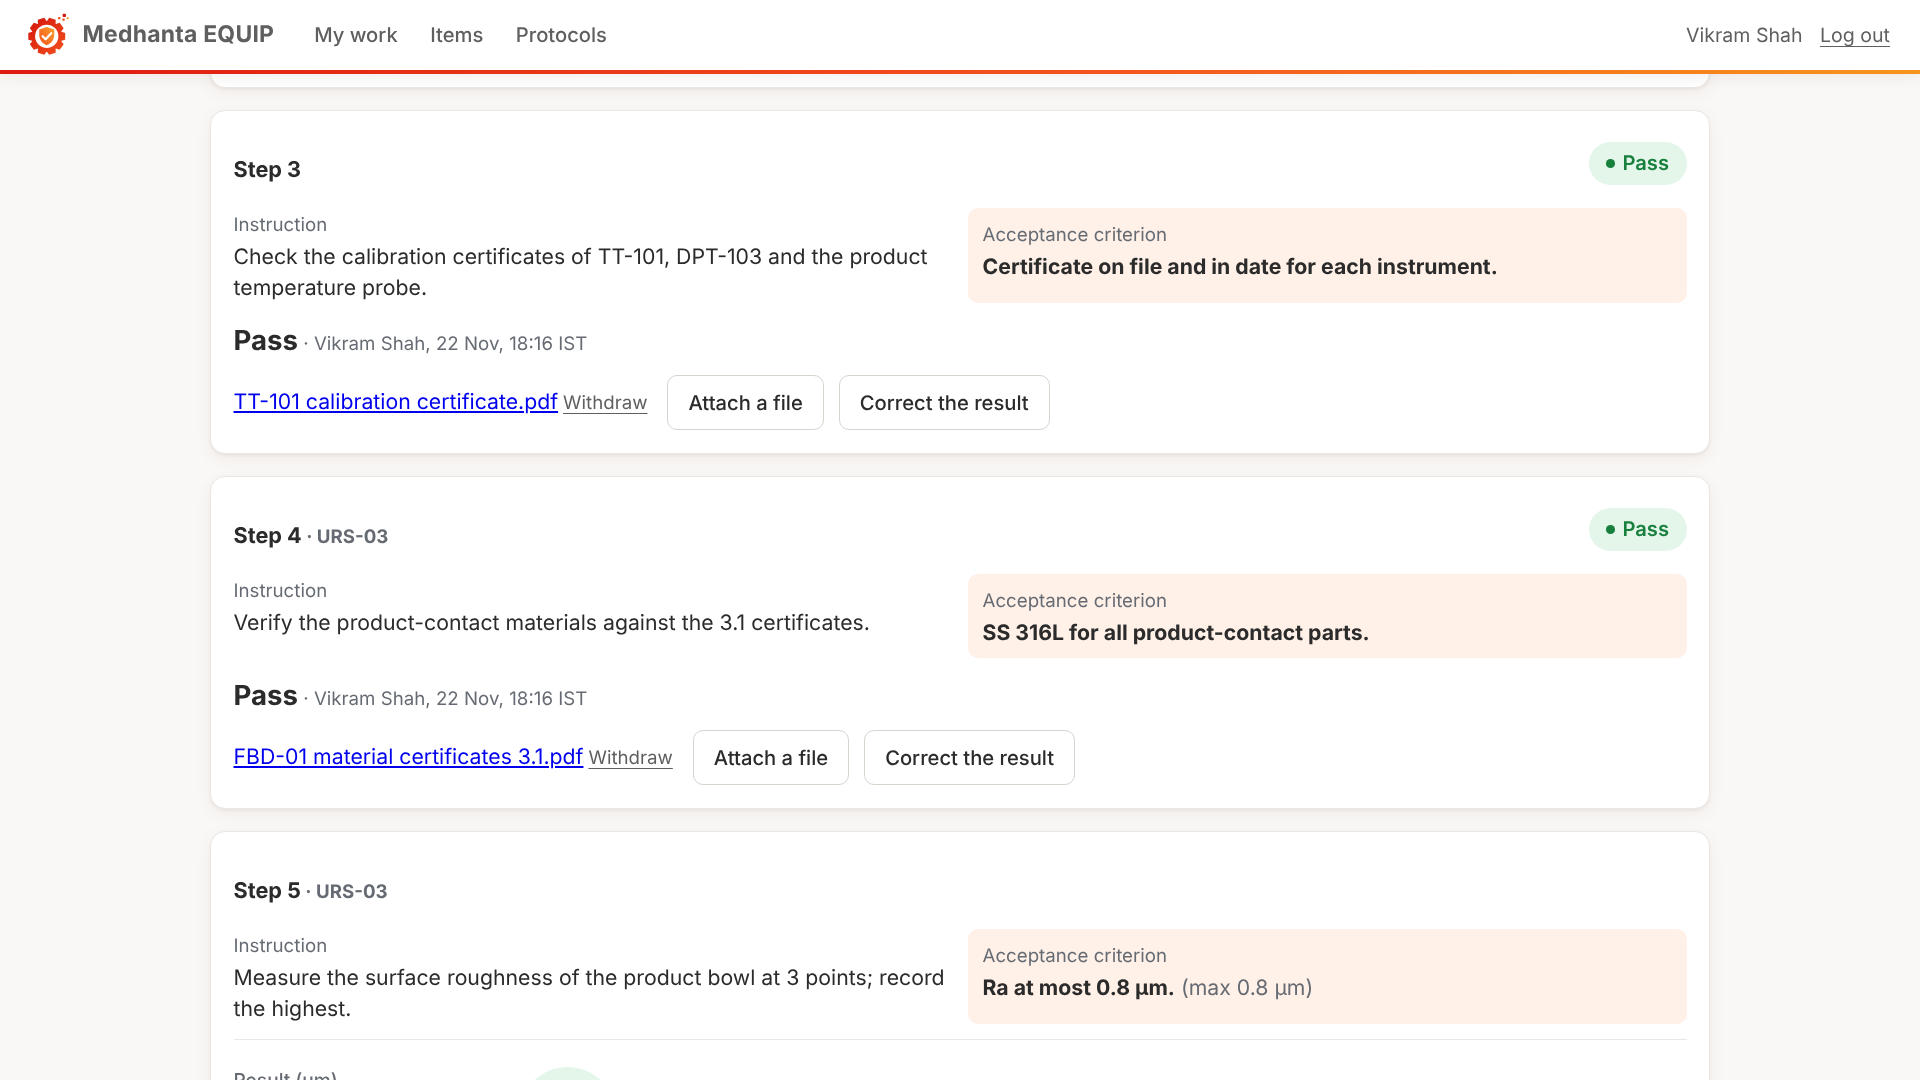 Medhanta EQUIP My work Items Protocols Vikram Shah Log out
Step 3
Pass
Instruction
Check the calibration certificates of TT-101, DPT-103 and the product
temperature probe.
Acceptance criterion
Certificate on file and in date for each instrument.
Pass · Vikram Shah, 22 Nov, 18:16 IST
TT-101 calibration certificate.pdf Withdraw Attach a file Correct the result
Step 4 · URS-03
Pass
Instruction
Verify the product-contact materials against the 3.1 certificates.
Acceptance criterion
SS 316L for all product-contact parts.
Pass · Vikram Shah, 22 Nov, 18:16 IST
FBD-01 material certificates 3.1.pdf Withdraw Attach a file Correct the result
Step 5 · URS-03
Instruction
Measure the surface roughness of the product bowl at 3 points; record
the highest.
Acceptance criterion
Ra at most 0.8 µm. (max 0.8 µm)
Result (µm)